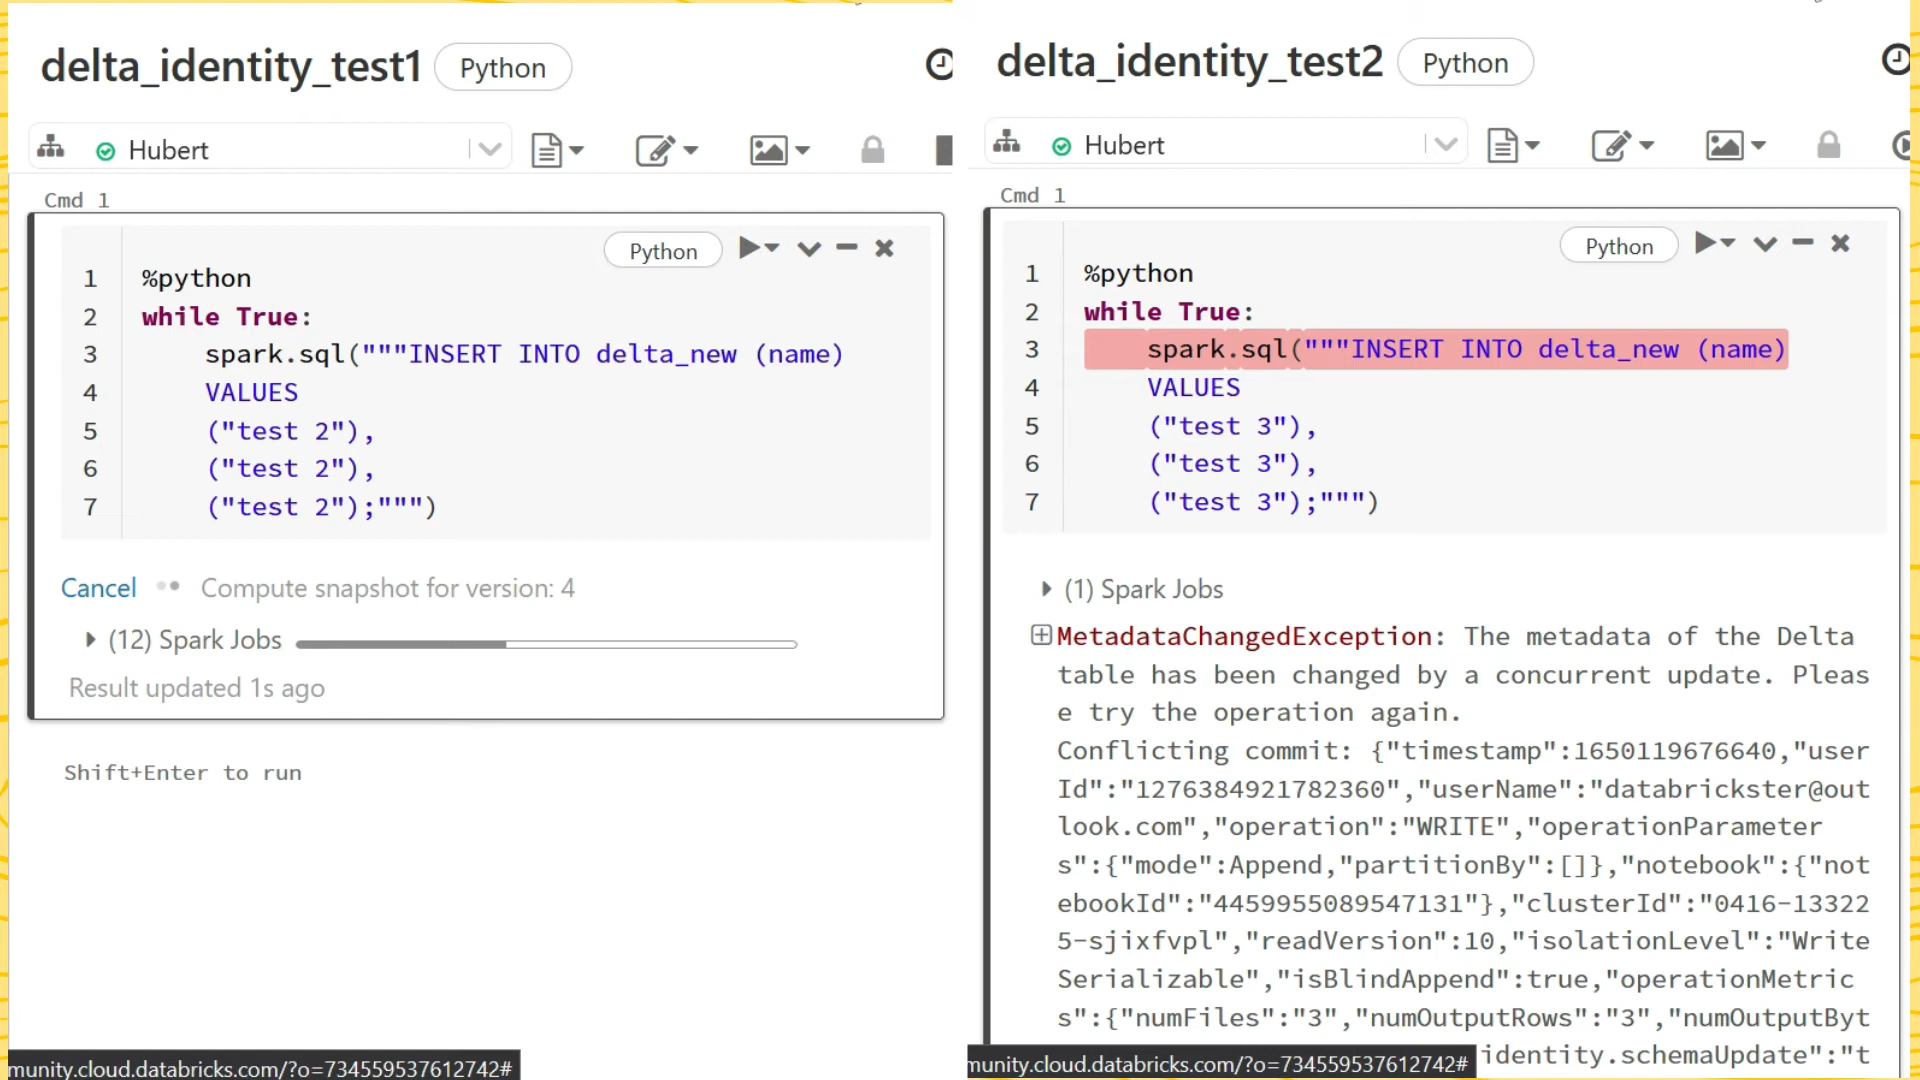 delta_identity_test1 Python
Hubert
Cmd 1
Python
1 %python
2 while True:
3 spark.sql("""INSERT INTO delta_new (name)
4 VALUES
5 ("test 2"),
6 ("test 2"),
7 ("test 2");""")
Cancel Compute snapshot for version: 4
(12) Spark Jobs
Result updated 1s ago
Shift+Enter to run
munity.cloud.databricks.com/?o=734559537612742#
delta_identity_test2 Python
Hubert
Cmd 1
Python
1 %python
2 while True:
3 spark.sql("""INSERT INTO delta_new (name)
4 VALUES
5 ("test 3"),
6 ("test 3"),
7 ("test 3");""")
(1) Spark Jobs
MetadataChangedException: The metadata of the Delta
table has been changed by a concurrent update. Pleas
e try the operation again.
Conflicting commit: {"timestamp":1650119676640,"user
Id":"1276384921782360","userName":"databrickster@out
look.com","operation":"WRITE","operationParameter
s":{"mode":Append,"partitionBy":[]},"notebook":{"not
ebookId":"4459955089547131"},"clusterId":"0416-13322
5-sjixfvpl","readVersion":10,"isolationLevel":"Write
Serializable","isBlindAppend":true,"operationMetric
s":{"numFiles":"3","numOutputRows":"3","numOutputByt
identity.schemaUpdate":"t
munity.cloud.databricks.com/?o=734559537612742#